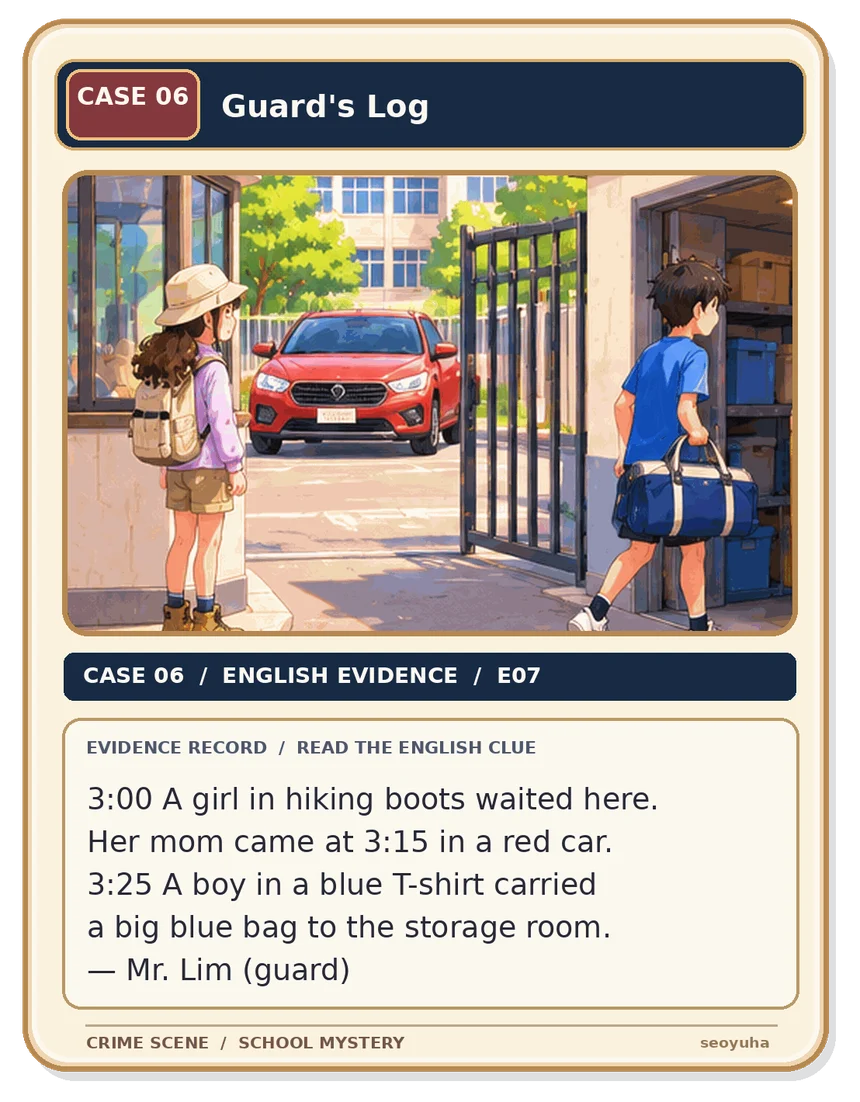 CASE 06
Guard's Log
CASE 06 / ENGLISH EVIDENCE / E07
EVIDENCE RECORD / READ THE ENGLISH CLUE
3:00 A girl in hiking boots waited here.
Her mom came at 3:15 in a red car.
3:25 A boy in a blue T-shirt carried
a big blue bag to the storage room.
— Mr. Lim (guard)
CRIME SCENE / SCHOOL MYSTERY
seoyuha